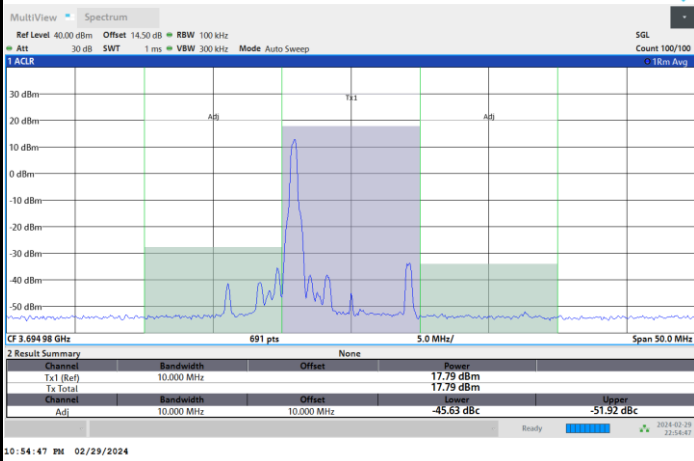 MultiView Spectrum
Ref Level 40.00 dBm Offset 14.50 dB RBW 100 kHz SGL
Att 30 dB SWT 1 ms VBW 300 kHz Mode Auto Sweep Count 100/100
1 ACLR 1Rm Avg
30 dBm
Tx1
20 dBm
Adj Adj
10 dBm
0 dBm
-10 dBm
-20 dBm
-30 dBm
-40 dBm
-50 dBm
CF 3.694 98 GHz 691 pts 5.0 MHz/ Span 50.0 MHz
2 Result Summary None
Channel Bandwidth Offset Power
Tx1 (Ref) 10.000 MHz 17.79 dBm
Tx Total 17.79 dBm
Channel Bandwidth Offset Lower Upper
Adj 10.000 MHz 10.000 MHz -45.63 dBc -51.92 dBc
Ready 2024-02-29
22:54:47
10:54:47 PM 02/29/2024